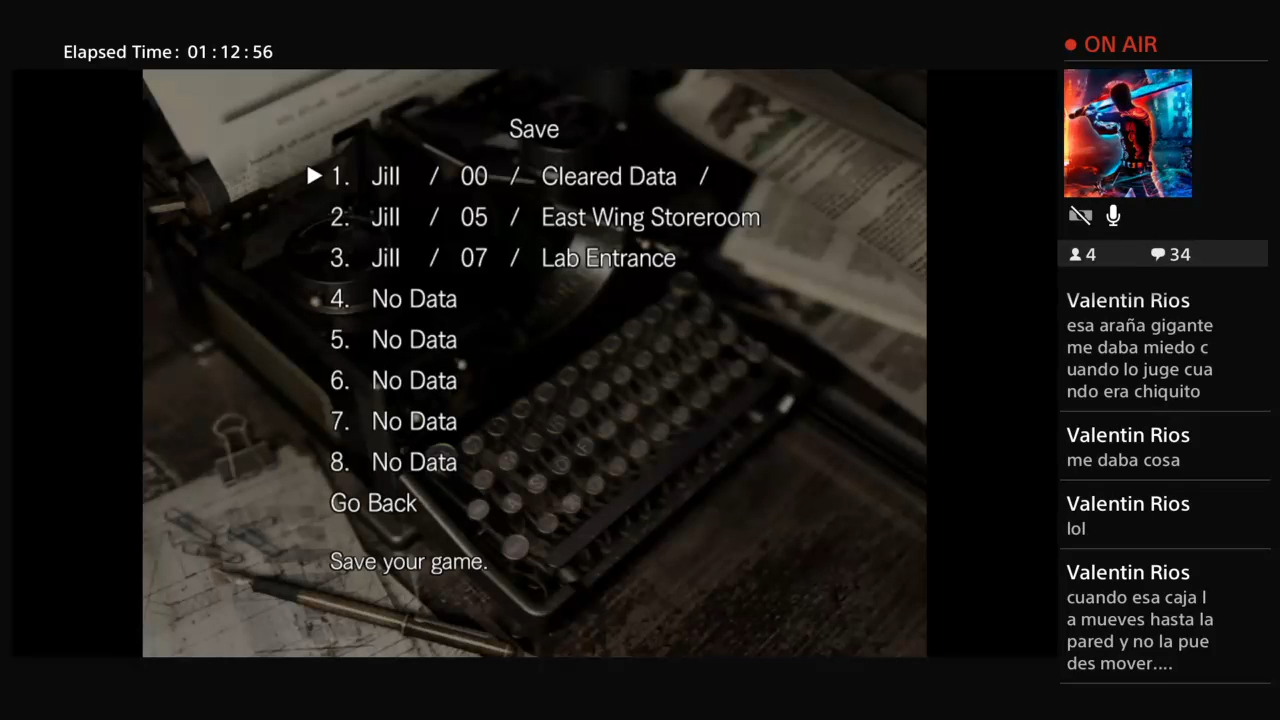 Elapsed Time: 01:12:56
ON AIR
Save
1. Jill / 00 / Cleared Data /
2. Jill / 05 / East Wing Storeroom
3. Jill / 07 / Lab Entrance
4. No Data
5. No Data
6. No Data
7. No Data
8. No Data
Go Back
Save your game.
4 34
Valentin Rios
esa araña gigante
me daba miedo c
uando lo juge cua
ndo era chiquito
Valentin Rios
me daba cosa
Valentin Rios
lol
Valentin Rios
cuando esa caja l
a mueves hasta la
pared y no la pue
des mover....